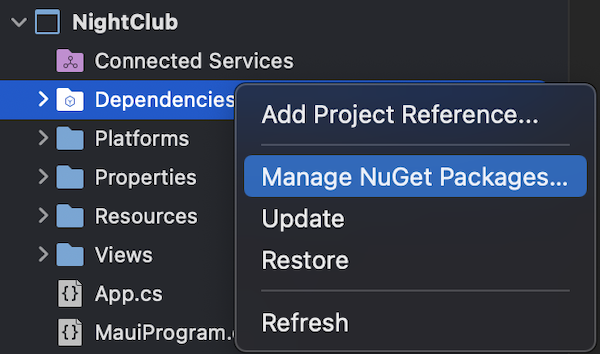 NightClub
Connected Services
Dependencies
Add Project Reference...
Platforms
Manage NuGet Packages...
Properties
Update
Resources
Restore
Views
{} App.cs
Refresh
{} MauiProgram.